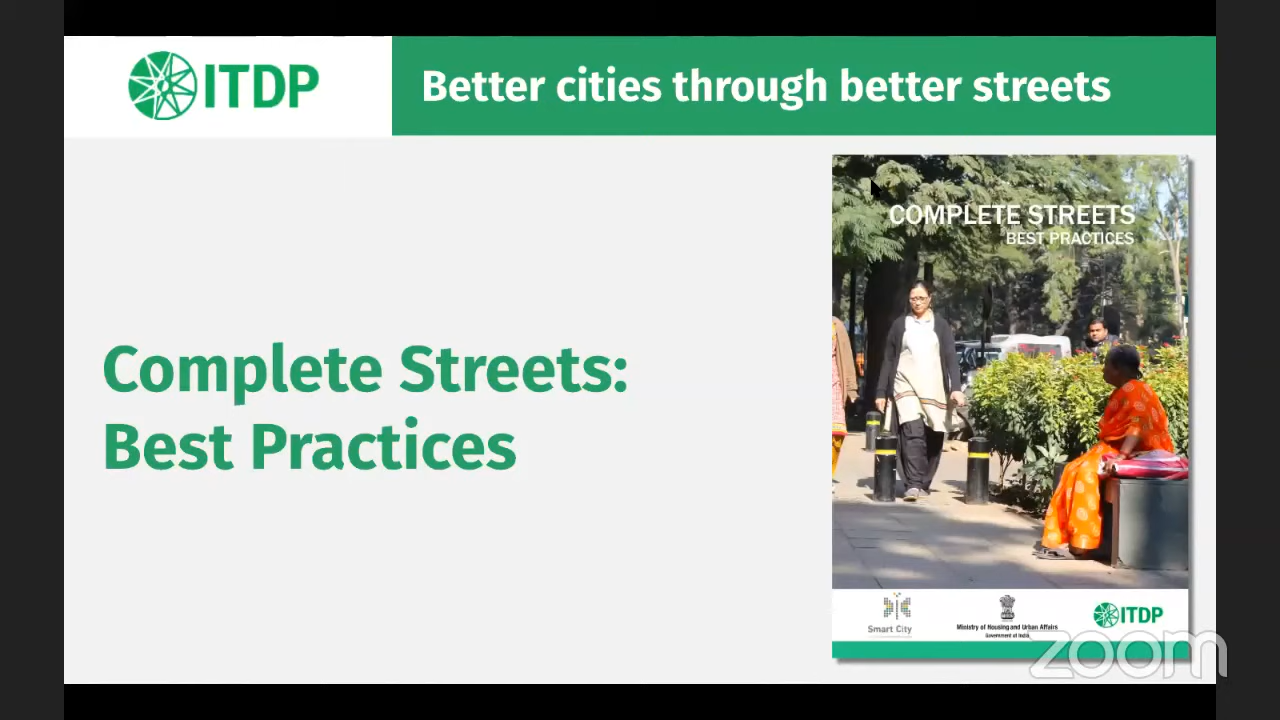 ITDP
Better cities through better streets
COMPLETE STREETS
BEST PRACTICES
Complete Streets:
Best Practices
Smart City
Ministry of Housing and Urban Affairs
Government of India
ITDP
zoom